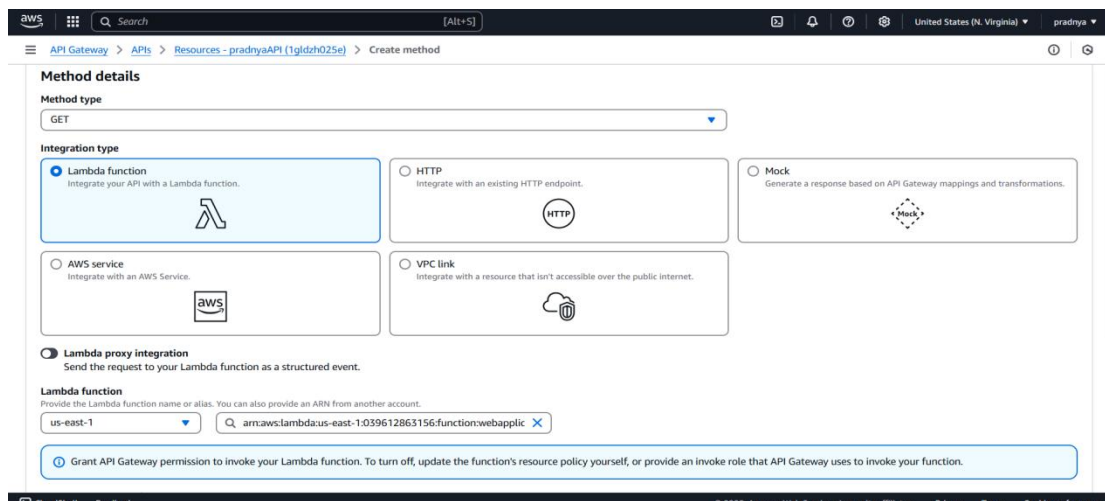 aws
Search [Alt+S] United States (N. Virginia) pradnya
API Gateway > APIs > Resources - pradnyaAPI (1gldzh025e) > Create method
Method details
Method type
GET
Integration type
Lambda function
Integrate your API with a Lambda function.
HTTP
Integrate with an existing HTTP endpoint.
HTTP
Mock
Generate a response based on API Gateway mappings and transformations.
Mock
AWS service
Integrate with an AWS Service.
aws
VPC link
Integrate with a resource that isn't accessible over the public internet.
Lambda proxy integration
Send the request to your Lambda function as a structured event.
Lambda function
Provide the Lambda function name or alias. You can also provide an ARN from another account.
us-east-1
arn:aws:lambda:us-east-1:039612863156:function:webapplic
Grant API Gateway permission to invoke your Lambda function. To turn off, update the function's resource policy yourself, or provide an invoke role that API Gateway uses to invoke your function.